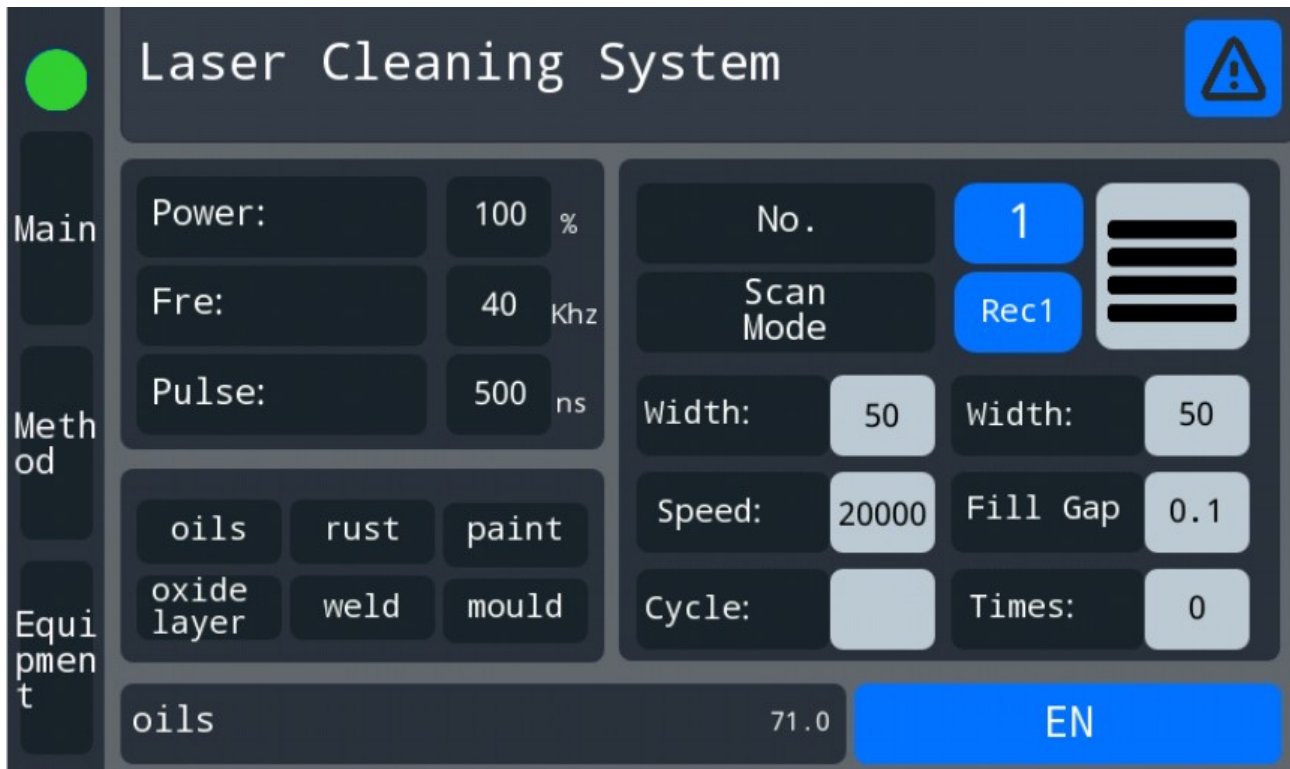 Laser Cleaning System
Main
Meth
od
Equi
pmen
t
Power: 100 %
Fre: 40 Khz
Pulse: 500 ns
oils rust paint
oxide
layer
weld mould
No. 1
Scan
Mode
Rec1
Width: 50 Width: 50
Speed: 20000 Fill Gap 0.1
Cycle: Times: 0
oils 71.0
EN